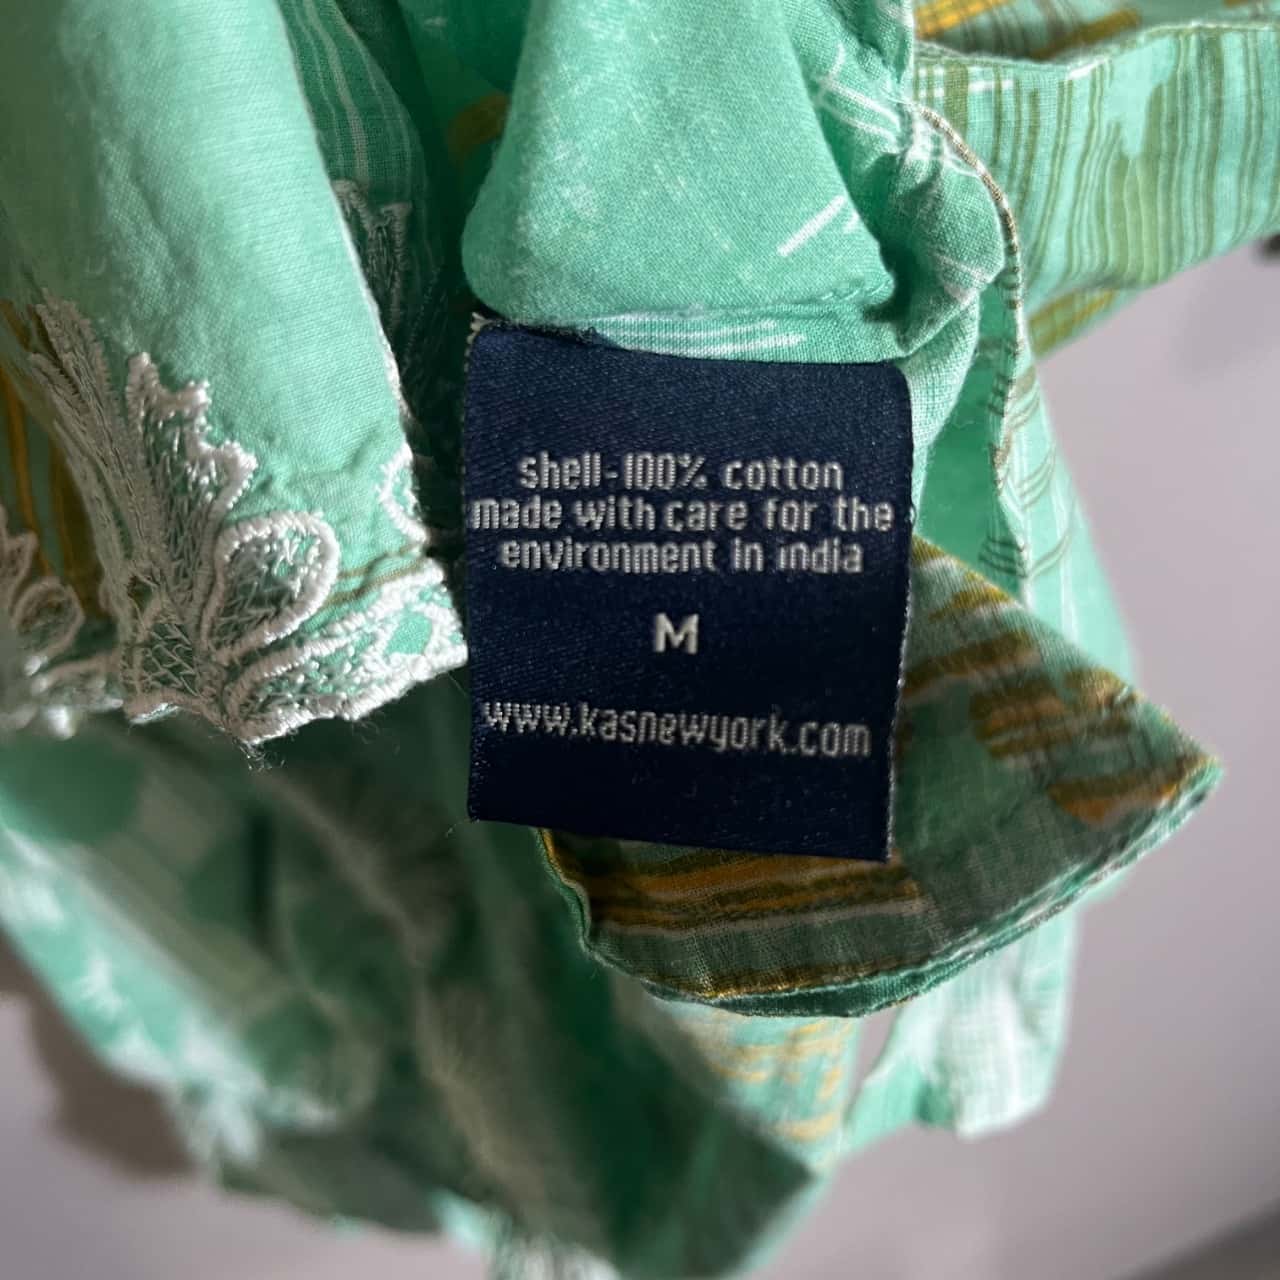 shell-100% cotton
made with care for the
environment in india
M
www.kasnewyork.com